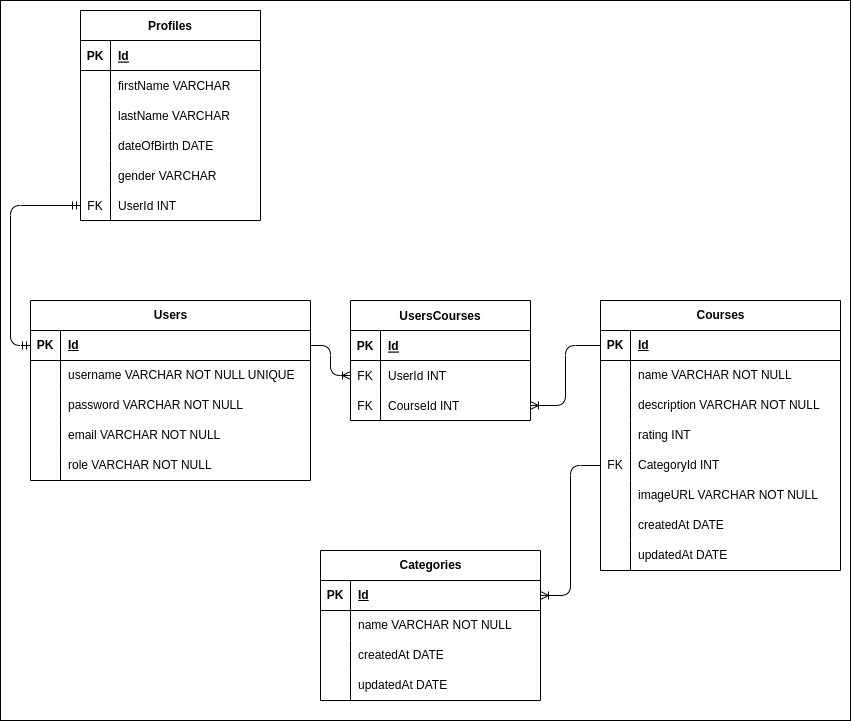 Profiles
PK Id
firstName VARCHAR
lastName VARCHAR
dateOfBirth DATE
gender VARCHAR
FK UserId INT
Users
PK Id
username VARCHAR NOT NULL UNIQUE
password VARCHAR NOT NULL
email VARCHAR NOT NULL
role VARCHAR NOT NULL
UsersCourses
PK Id
FK UserId INT
FK CourseId INT
Courses
PK Id
name VARCHAR NOT NULL
description VARCHAR NOT NULL
rating INT
FK CategoryId INT
imageURL VARCHAR NOT NULL
createdAt DATE
updatedAt DATE
Categories
PK Id
name VARCHAR NOT NULL
createdAt DATE
updatedAt DATE